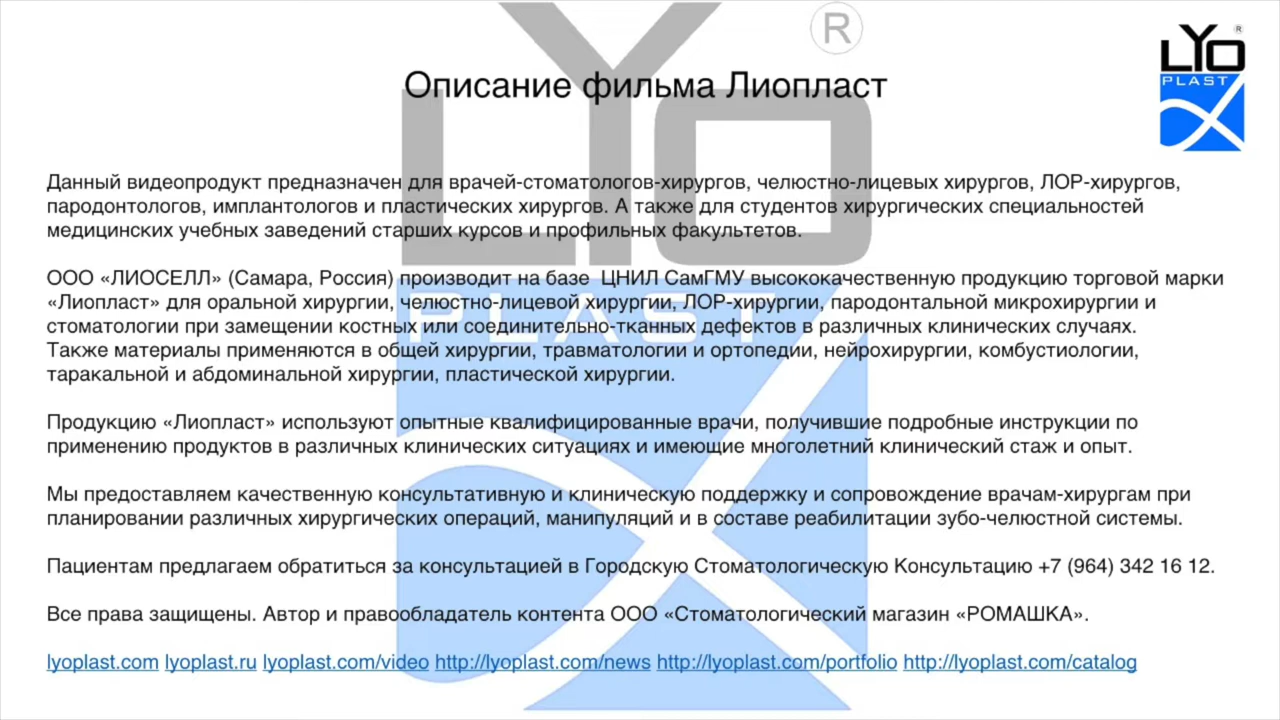 LYO
®
PLAST
Описание фильма Лиопласт
Данный видеопродукт предназначен для врачей-стоматологов-хирургов, челюстно-лицевых хирургов, ЛОР-хирургов,
пародонтологов, имплантологов и пластических хирургов. А также для студентов хирургических специальностей
медицинских учебных заведений старших курсов и профильных факультетов.
ООО «ЛИОСЕЛЛ» (Самара, Россия) производит на базе ЦНИЛ СамГМУ высококачественную продукцию торговой марки
«Лиопласт» для оральной хирургии, челюстно-лицевой хирургии, ЛОР-хирургии, пародонтальной микрохирургии и
стоматологии при замещении костных или соединительно-тканных дефектов в различных клинических случаях.
Также материалы применяются в общей хирургии, травматологии и ортопедии, нейрохирургии, комбустиологии,
таракальной и абдоминальной хирургии, пластической хирургии.
Продукцию «Лиопласт» используют опытные квалифицированные врачи, получившие подробные инструкции по
применению продуктов в различных клинических ситуациях и имеющие многолетний клинический стаж и опыт.
Мы предоставляем качественную консультативную и клиническую поддержку и сопровождение врачам-хирургам при
планировании различных хирургических операций, манипуляций и в составе реабилитации зубо-челюстной системы.
Пациентам предлагаем обратиться за консультацией в Городскую Стоматологическую Консультацию +7 (964) 342 16 12.
Все права защищены. Автор и правообладатель контента ООО «Стоматологический магазин «РОМАШКА».
lyoplast.com lyoplast.ru lyoplast.com/video http://lyoplast.com/news http://lyoplast.com/portfolio http://lyoplast.com/catalog
LYO
®
PLAST